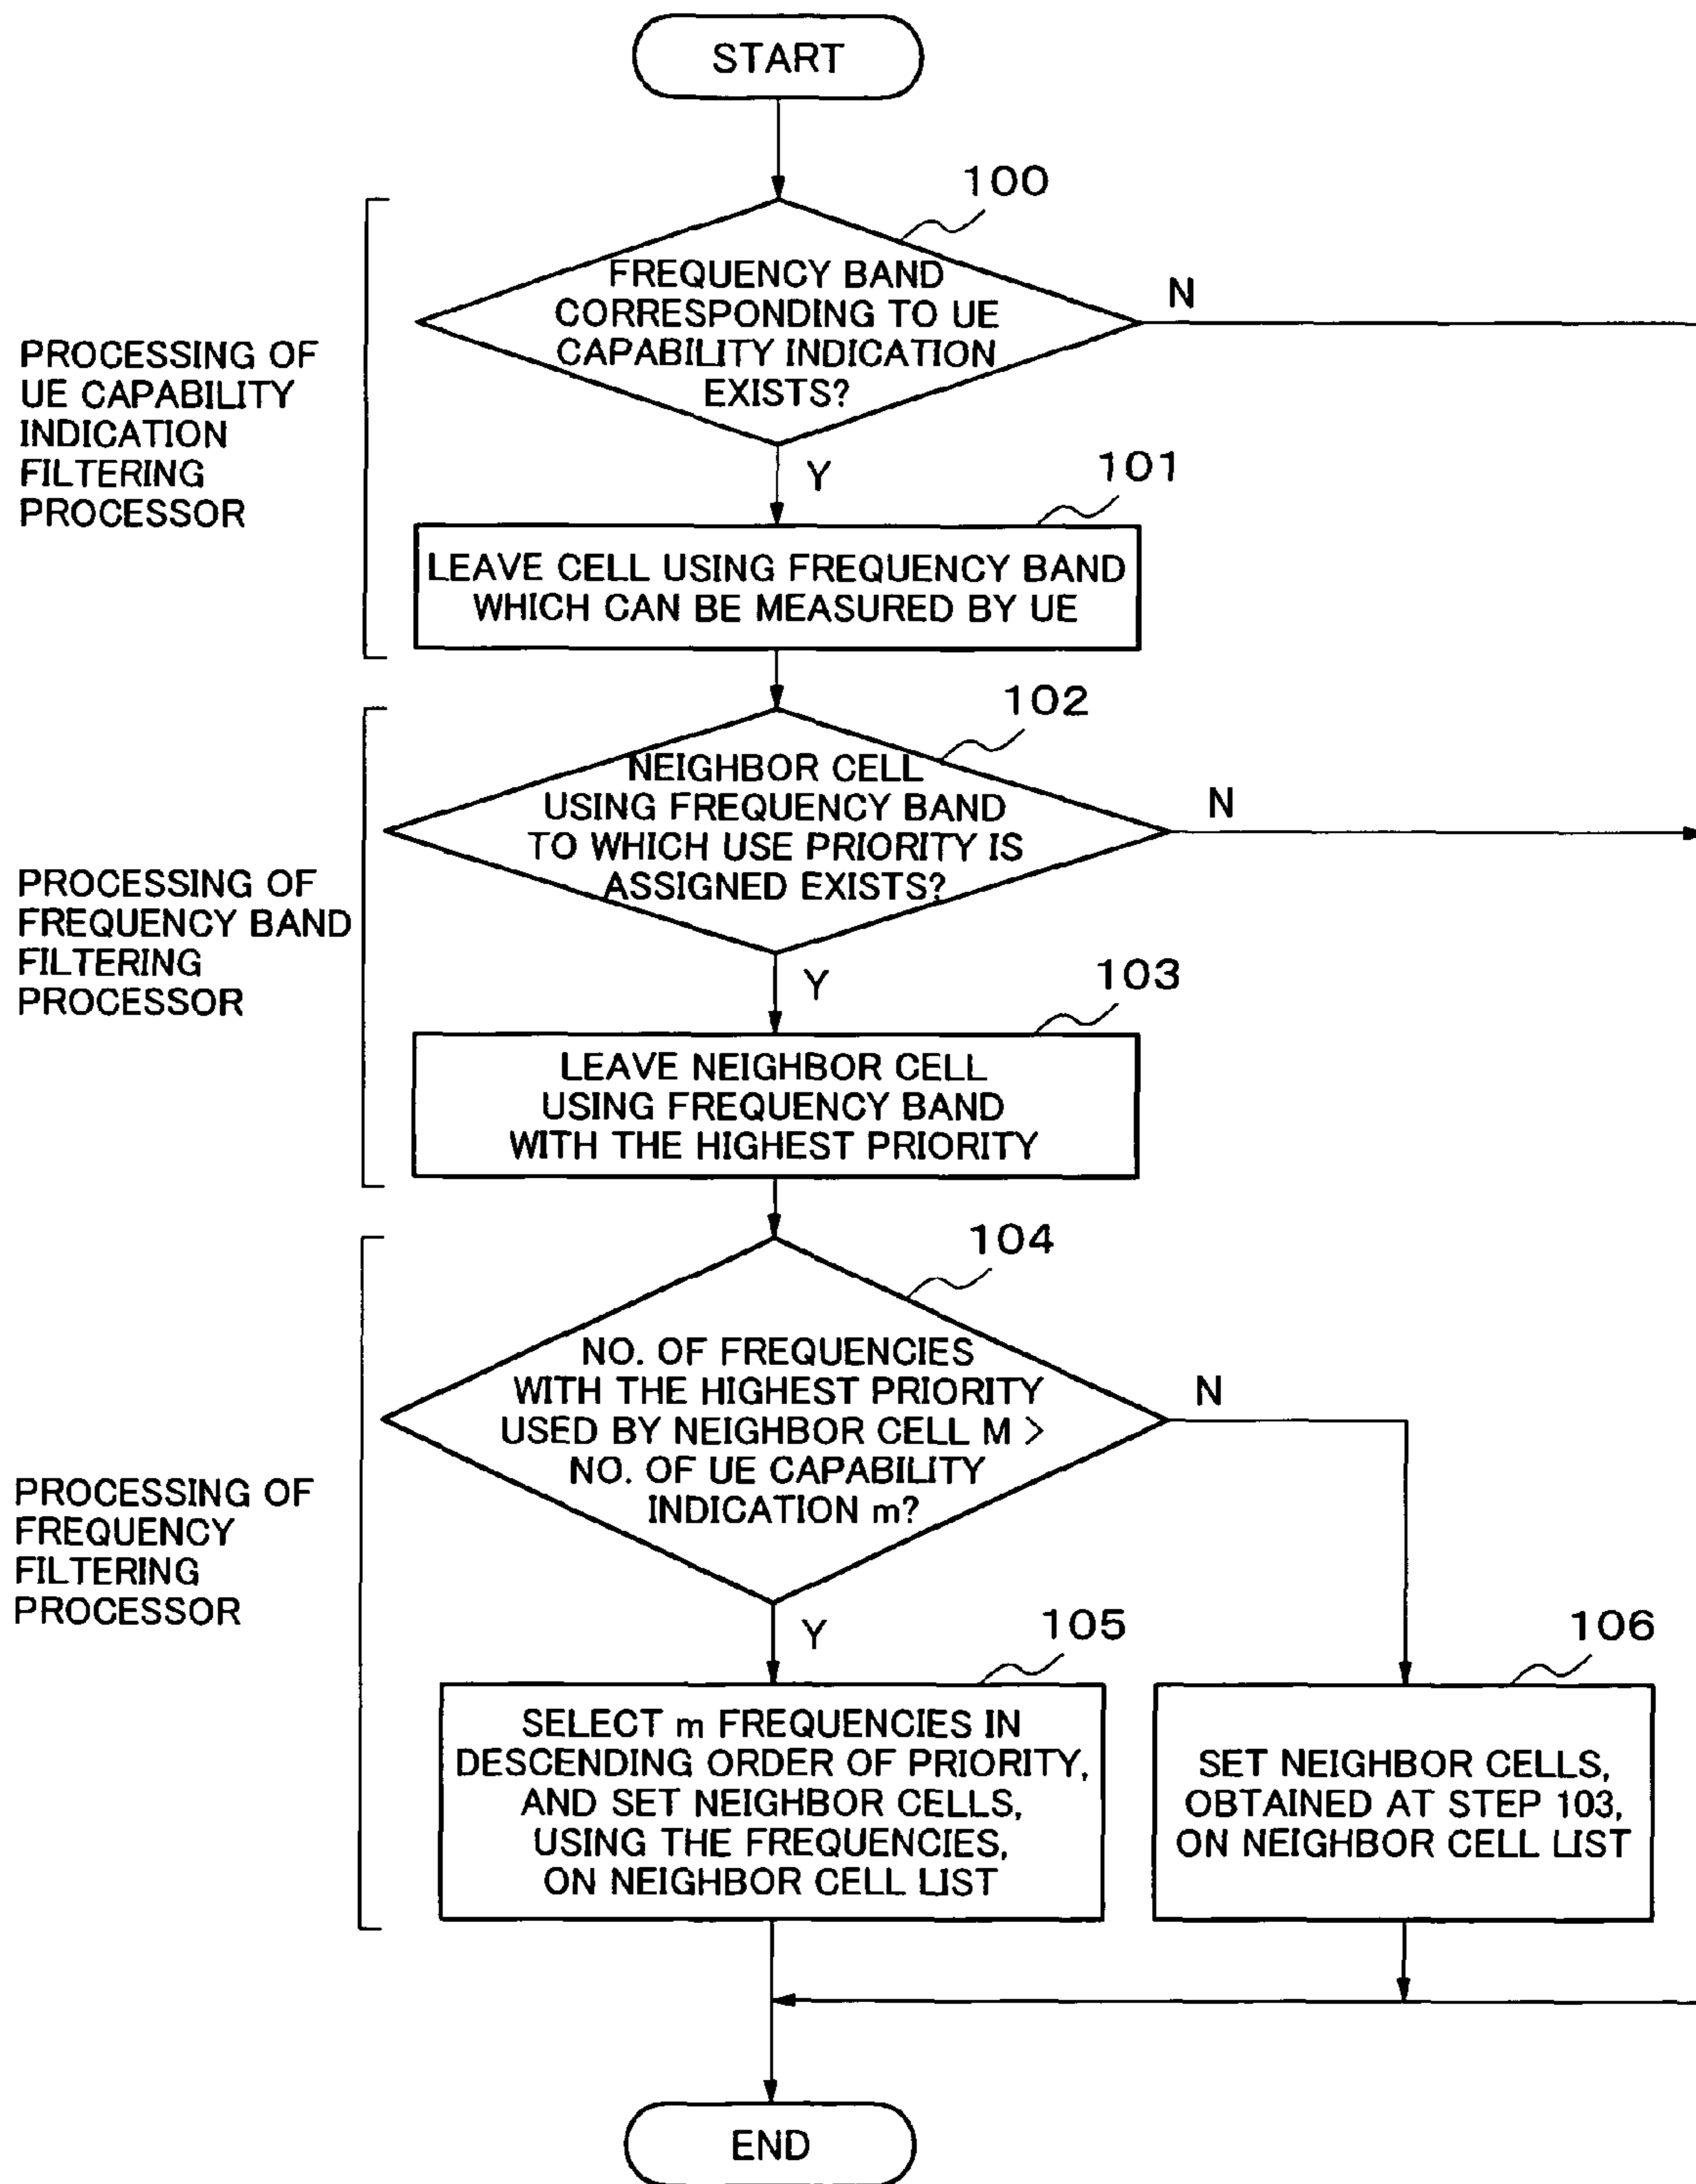 START
100
FREQUENCY BAND
CORRESPONDING TO UE
CAPABILITY INDICATION
EXISTS?
N
Y
PROCESSING OF
UE CAPABILITY
INDICATION
FILTERING
PROCESSOR
101
LEAVE CELL USING FREQUENCY BAND
WHICH CAN BE MEASURED BY UE
102
NEIGHBOR CELL
USING FREQUENCY BAND
TO WHICH USE PRIORITY IS
ASSIGNED EXISTS?
N
Y
PROCESSING OF
FREQUENCY BAND
FILTERING
PROCESSOR
103
LEAVE NEIGHBOR CELL
USING FREQUENCY BAND
WITH THE HIGHEST PRIORITY
104
NO. OF FREQUENCIES
WITH THE HIGHEST PRIORITY
USED BY NEIGHBOR CELL M >
NO. OF UE CAPABILITY
INDICATION m?
N
Y
PROCESSING OF
FREQUENCY
FILTERING
PROCESSOR
105
SELECT m FREQUENCIES IN
DESCENDING ORDER OF PRIORITY,
AND SET NEIGHBOR CELLS,
USING THE FREQUENCIES,
ON NEIGHBOR CELL LIST
106
SET NEIGHBOR CELLS,
OBTAINED AT STEP 103,
ON NEIGHBOR CELL LIST
END